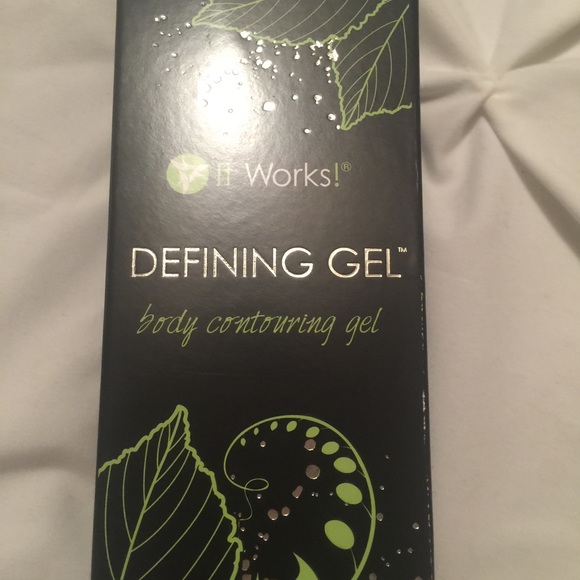 it Works!®
DEFINING GEL™
body contouring gel